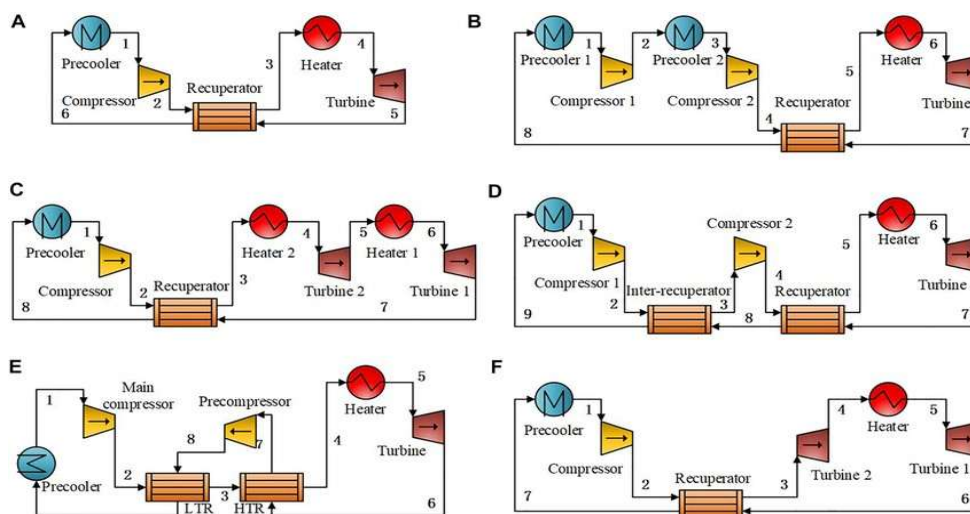 A
1
Precooler
Compressor
2
Recuperator
3
Heater
4
Turbine
5
6
B
1
Precooler 1
Compressor 1
2
Precooler 2
3
Compressor 2
4
Recuperator
5
Heater
6
Turbine
7
8
C
1
Precooler
Compressor
2
Recuperator
3
Heater 2
4
Turbine 2
5
Heater 1
6
Turbine 1
7
8
D
1
Precooler
Compressor 1
2
Inter-recuperator
3
Compressor 2
4
Recuperator
5
Heater
6
Turbine
7
8
9
E
1
Main
compressor
Precooler
2
LTR
3
HTR
Precompressor
7
8
4
Heater
5
Turbine
6
F
1
Precooler
Compressor
2
Recuperator
3
Turbine 2
4
Heater
5
Turbine 1
6
7